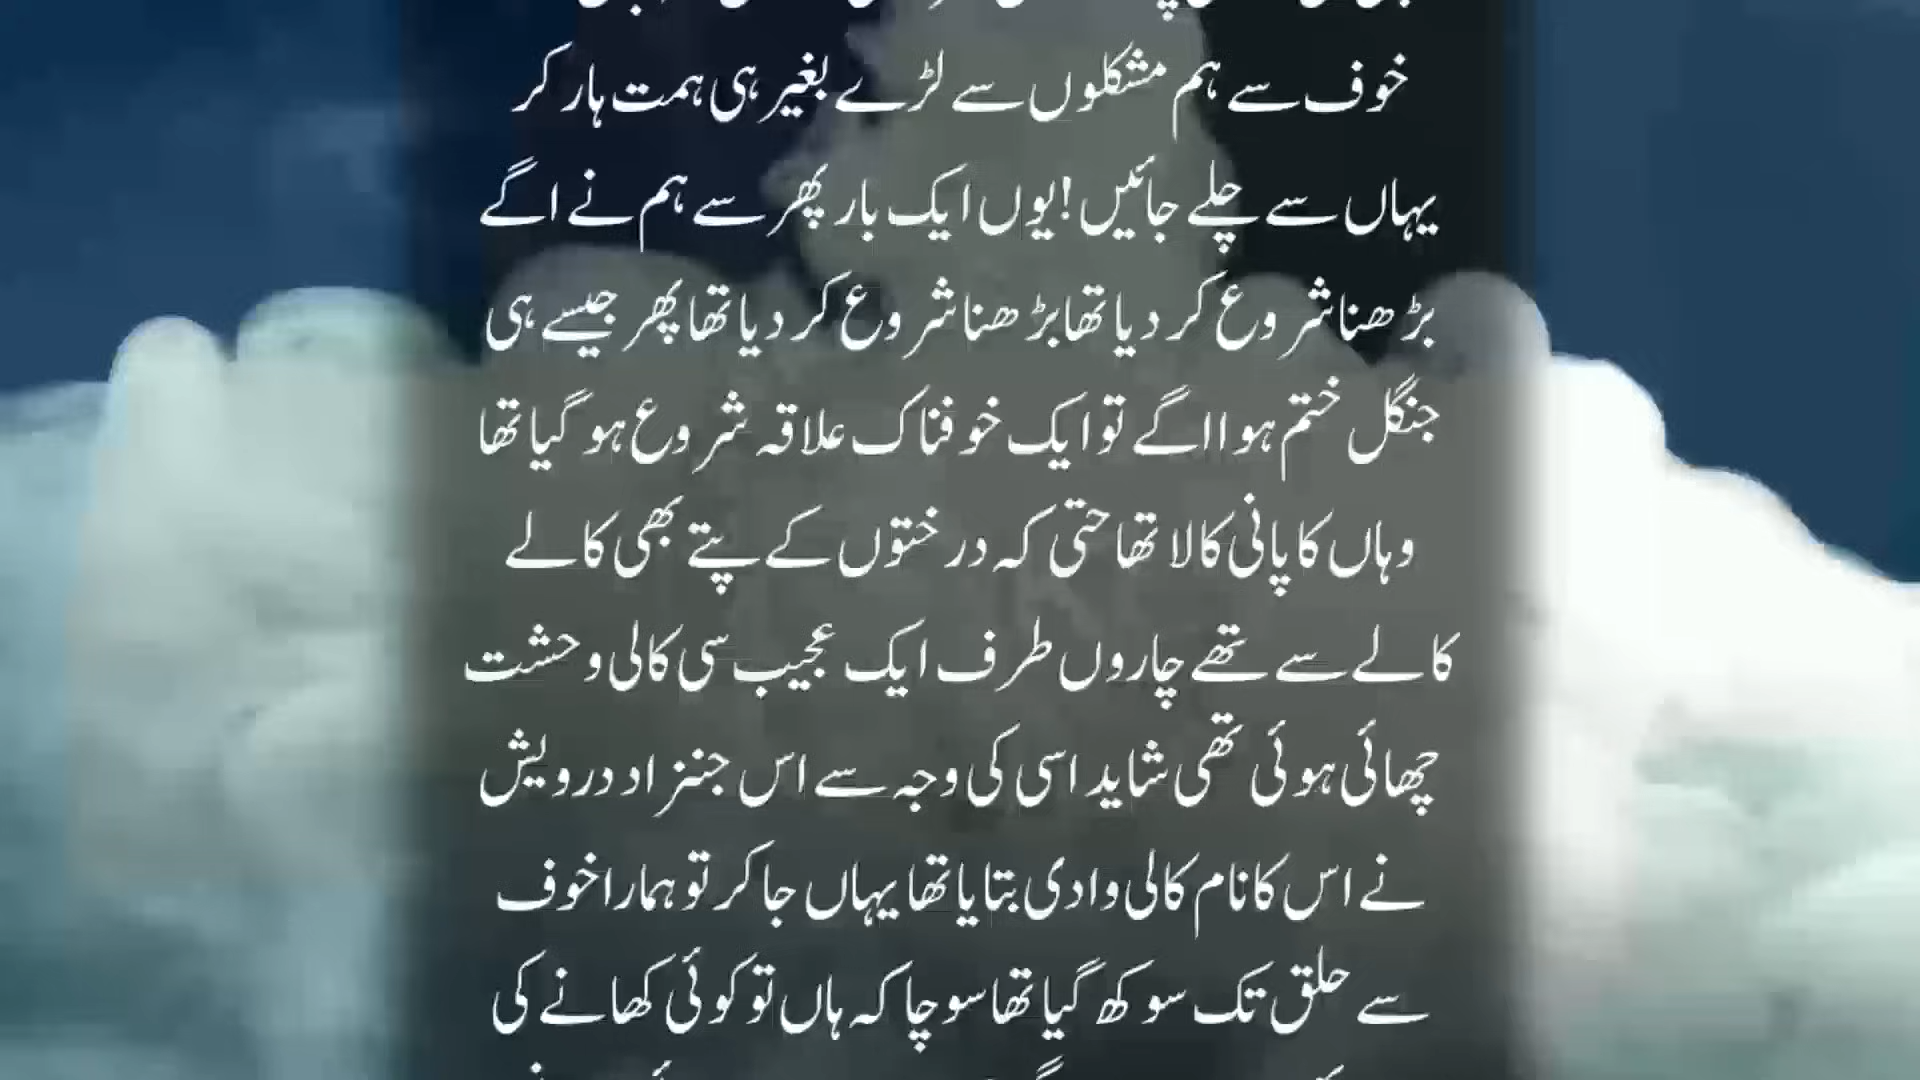 خوف سے ہم مشکلوں سے لڑے بغیر ہی ہمت ہار کر
یہاں سے چلے جائیں !یوں ایک بار پھر سے ہم نے اگے
بڑھنا شروع کر دیا تھا بڑھنا شروع کر دیا تھا پھر جیسے ہی
جنگل ختم ہوا اگے تو ایک خوفناک علاقہ شروع ہو گیا تھا
وہاں کا پانی کالا تھا حتی کہ درختوں کے پتے بھی کالے
کالے سے تھے چاروں طرف ایک عجیب سی کالی وحشت
چھائی ہوئی تھی شاید اسی کی وجہ سے اس جنزاد درویش
نے اس کا نام کالی وادی بتایا تھا یہاں جا کر تو ہمارا خوف
سے حلق تک سوکھ گیا تھا سوچا کہ ہاں تو کوئی کھانے کی